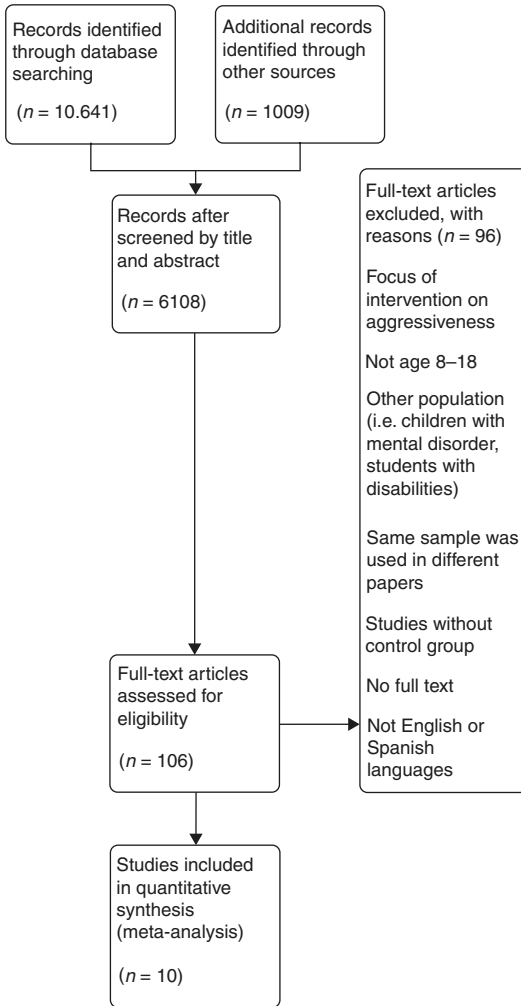 Records identified
through database
searching
(n = 10.641)
Additional records
identified through
other sources
(n = 1009)
Records after
screened by title
and abstract
(n = 6108)
Full-text articles
excluded, with
reasons (n = 96)
Focus of
intervention on
aggressiveness
Not age 8–18
Other population
(i.e. children with
mental disorder,
students with
disabilities)
Same sample was
used in different
papers
Studies without
control group
No full text
Not English or
Spanish
languages
Full-text articles
assessed for
eligibility
(n = 106)
Studies included
in quantitative
synthesis
(meta-analysis)
(n = 10)